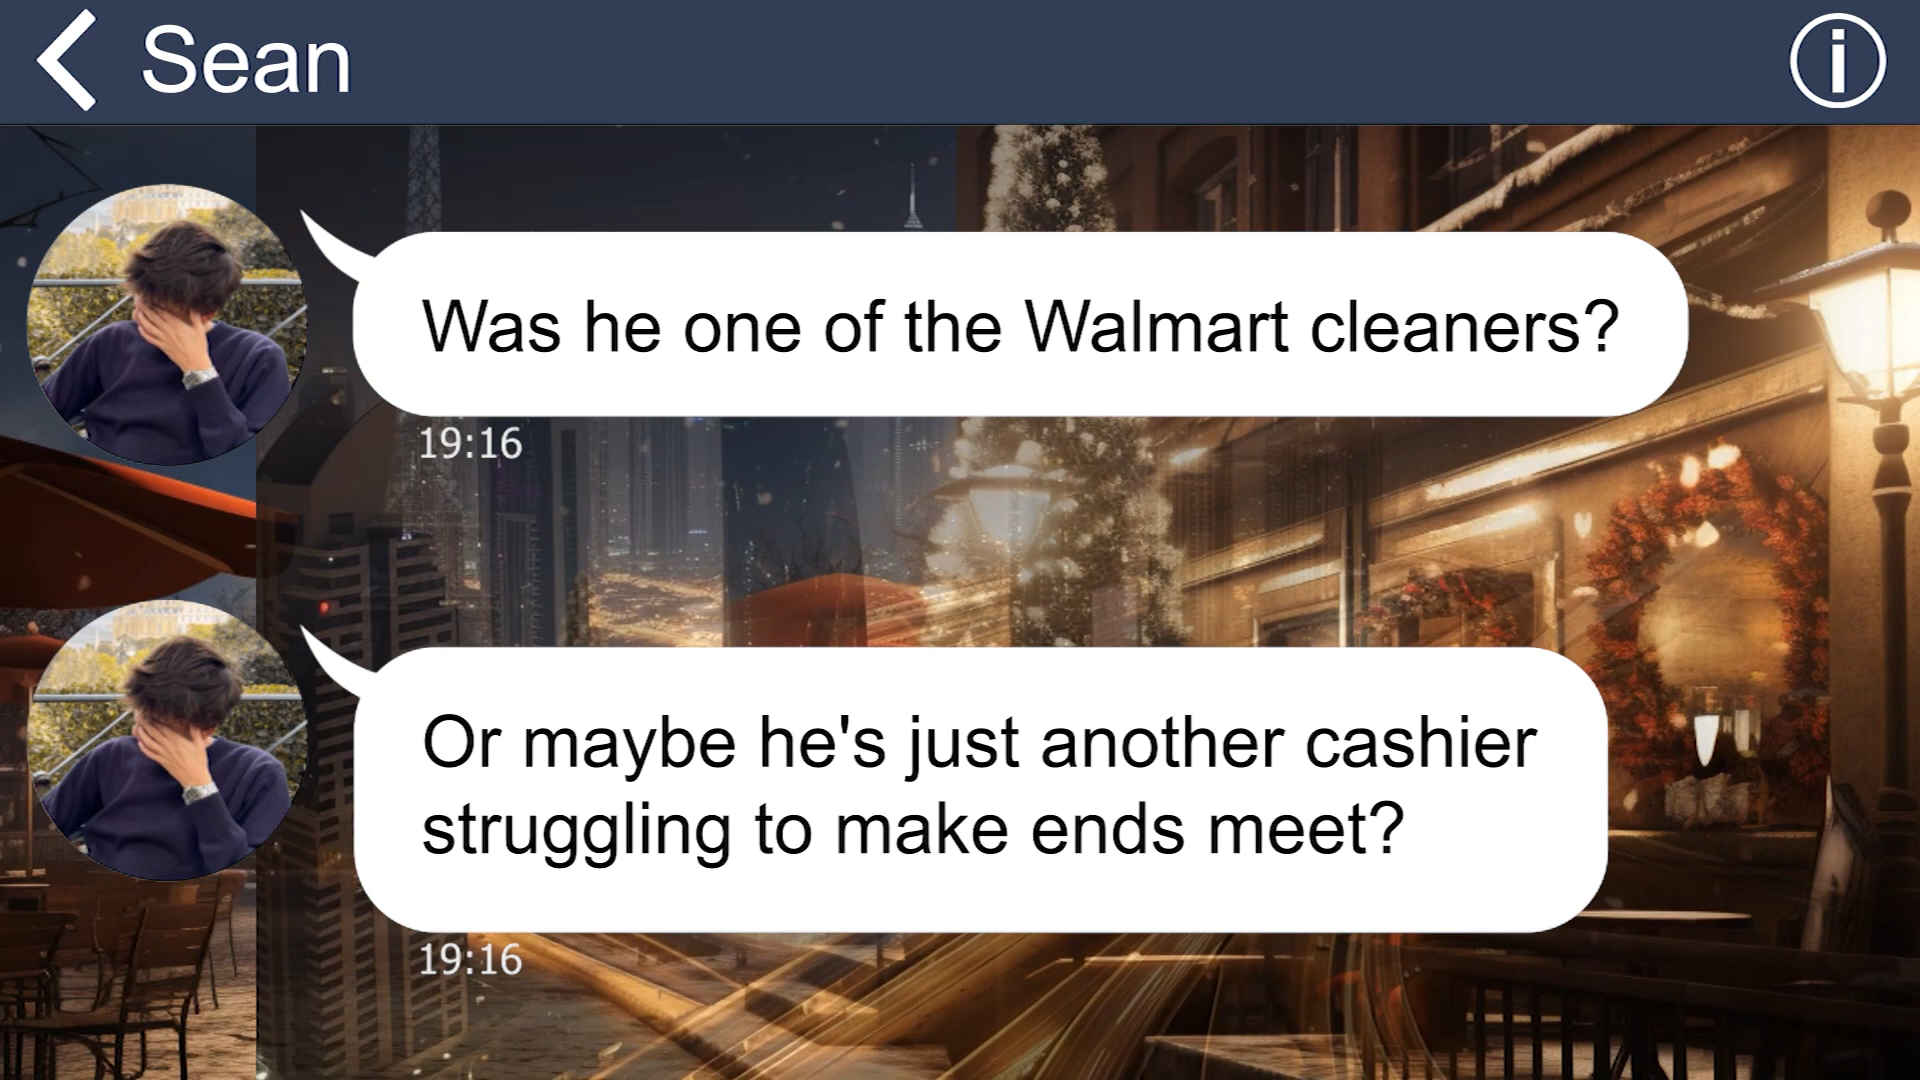 Sean
Was he one of the Walmart cleaners?
19:16
Or maybe he's just another cashier
struggling to make ends meet?
19:16